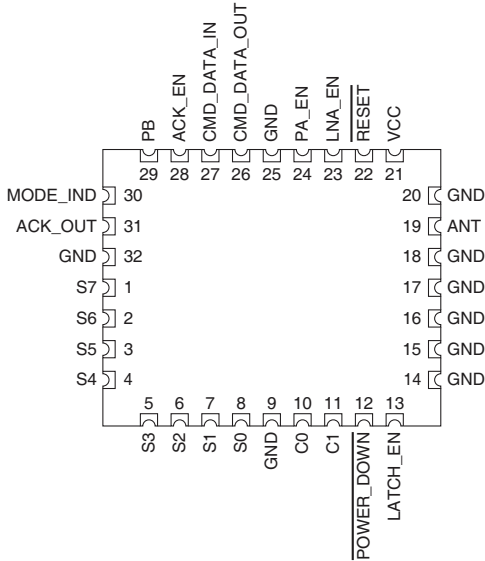 PB
ACK_EN
CMD_DATA_IN
CMD_DATA_OUT
GND
PA_EN
LNA_EN
RESET
VCC
29 28 27 26 25 24 23 22 21
MODE_IND 30
ACK_OUT 31
GND 32
S7 1
S6 2
S5 3
S4 4
20 GND
19 ANT
18 GND
17 GND
16 GND
15 GND
14 GND
5 6 7 8 9 10 11 12 13
S3
S2
S1
S0
GND
C0
C1
POWER_DOWN
LATCH_EN